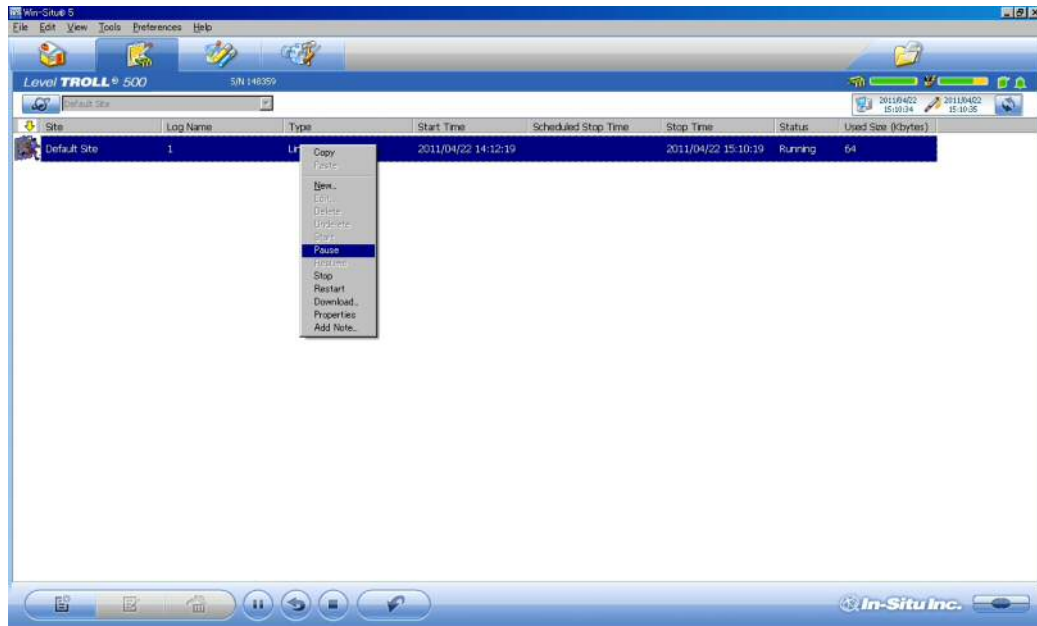 Win-Situ® 5
File Edit View Tools Preferences Help
Level TROLL® 500 S/N 148359
Default Site 2011/04/22 15:10:34 2011/04/22 15:10:35
Site Log Name Type Start Time Scheduled Stop Time Stop Time Status Used Size (Kbytes)
Default Site 1 2011/04/22 14:12:19 2011/04/22 15:10:19 Running 64
Copy
Paste
New..
Edit..
Delete
Undelete
Start
Pause
Resume
Stop
Restart
Download..
Properties
Add Note..
In-Situ Inc.